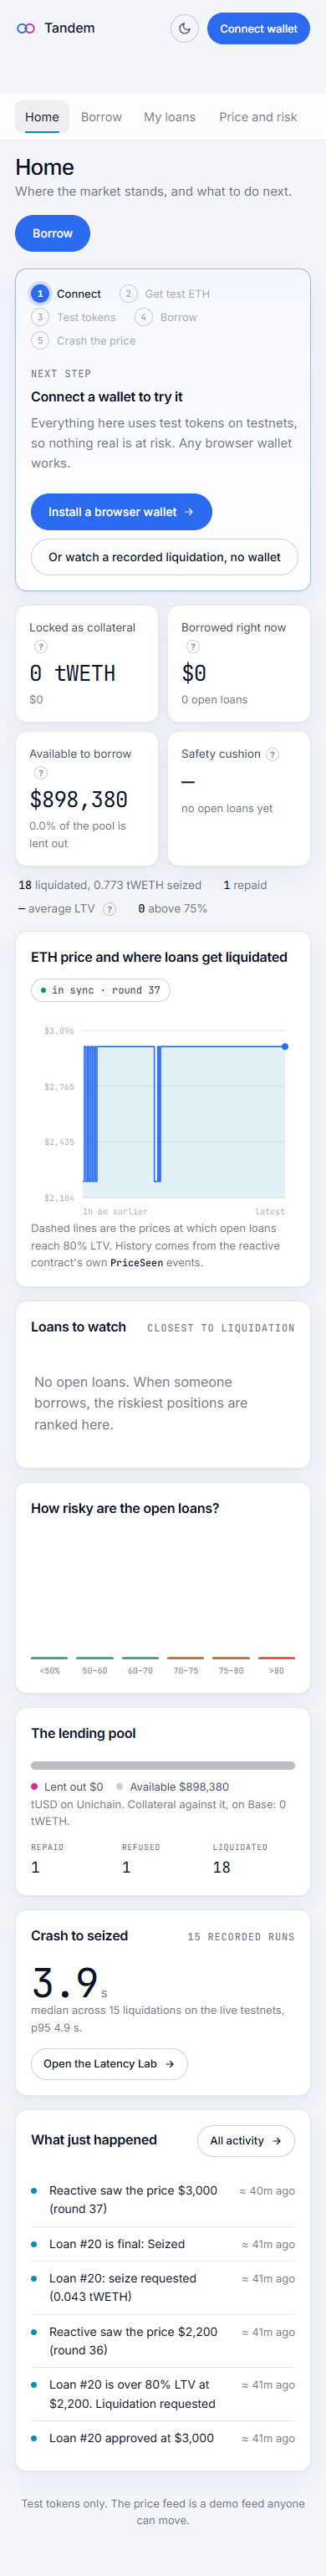 Tandem
Connect wallet
Home Borrow My loans Price and risk
Home
Where the market stands, and what to do next.
Borrow
1 Connect 2 Get test ETH
3 Test tokens 4 Borrow
5 Crash the price
NEXT STEP
Connect a wallet to try it
Everything here uses test tokens on testnets,
so nothing real is at risk. Any browser wallet
works.
Install a browser wallet →
Or watch a recorded liquidation, no wallet
Locked as collateral
?
0 tWETH
$0
Borrowed right now
?
$0
0 open loans
Available to borrow
?
$898,380
0.0% of the pool is
lent out
Safety cushion ?
—
no open loans yet
18 liquidated, 0.773 tWETH seized 1 repaid
— average LTV ? 0 above 75%
ETH price and where loans get liquidated
in sync · round 37
$3,096
$2,765
$2,435
$2,104
1h 6m earlier latest
Dashed lines are the prices at which open loans
reach 80% LTV. History comes from the reactive
contract's own PriceSeen events.
Loans to watch CLOSEST TO LIQUIDATION
No open loans. When someone
borrows, the riskiest positions are
ranked here.
How risky are the open loans?
<50% 50–60 60–70 70–75 75–80 >80
The lending pool
Lent out $0 Available $898,380
tUSD on Unichain. Collateral against it, on Base: 0
tWETH.
REPAID REFUSED LIQUIDATED
1 1 18
Crash to seized 15 RECORDED RUNS
3.9 s
median across 15 liquidations on the live testnets,
p95 4.9 s.
Open the Latency Lab →
What just happened All activity →
Reactive saw the price $3,000 ≈ 40m ago
(round 37)
Loan #20 is final: Seized ≈ 41m ago
Loan #20: seize requested ≈ 41m ago
(0.043 tWETH)
Reactive saw the price $2,200 ≈ 41m ago
(round 36)
Loan #20 is over 80% LTV at ≈ 41m ago
$2,200. Liquidation requested
Loan #20 approved at $3,000 ≈ 41m ago
Test tokens only. The price feed is a demo feed anyone
can move.